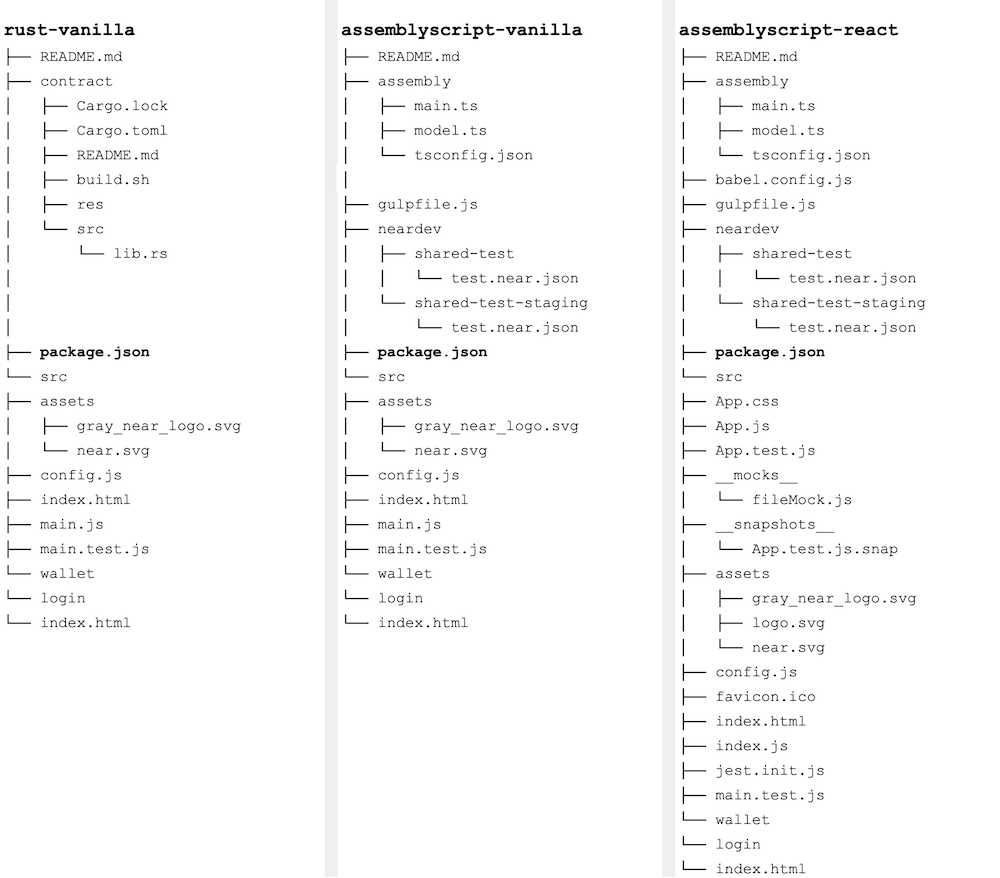 rust-vanilla
├── README.md
├── contract
│   ├── Cargo.lock
│   ├── Cargo.toml
│   ├── README.md
│   ├── build.sh
│   ├── res
│   └── src
│       └── lib.rs
│
│
│
├── package.json
└── src
├── assets
│   ├── gray_near_logo.svg
│   └── near.svg
├── config.js
├── index.html
├── main.js
├── main.test.js
└── wallet
└── login
└── index.html
assemblyscript-vanilla
├── README.md
├── assembly
│   ├── main.ts
│   ├── model.ts
│   └── tsconfig.json
│
├── gulpfile.js
├── neardev
│   ├── shared-test
│   │   └── test.near.json
│   └── shared-test-staging
│       └── test.near.json
├── package.json
└── src
├── assets
│   ├── gray_near_logo.svg
│   └── near.svg
├── config.js
├── index.html
├── main.js
├── main.test.js
└── wallet
└── login
└── index.html
assemblyscript-react
├── README.md
├── assembly
│   ├── main.ts
│   ├── model.ts
│   └── tsconfig.json
├── babel.config.js
├── gulpfile.js
├── neardev
│   ├── shared-test
│   │   └── test.near.json
│   └── shared-test-staging
│       └── test.near.json
├── package.json
└── src
├── App.css
├── App.js
├── App.test.js
├── __mocks__
│   └── fileMock.js
├── __snapshots__
│   └── App.test.js.snap
├── assets
│   ├── gray_near_logo.svg
│   ├── logo.svg
│   └── near.svg
├── config.js
├── favicon.ico
├── index.html
├── index.js
├── jest.init.js
├── main.test.js
└── wallet
└── login
└── index.html